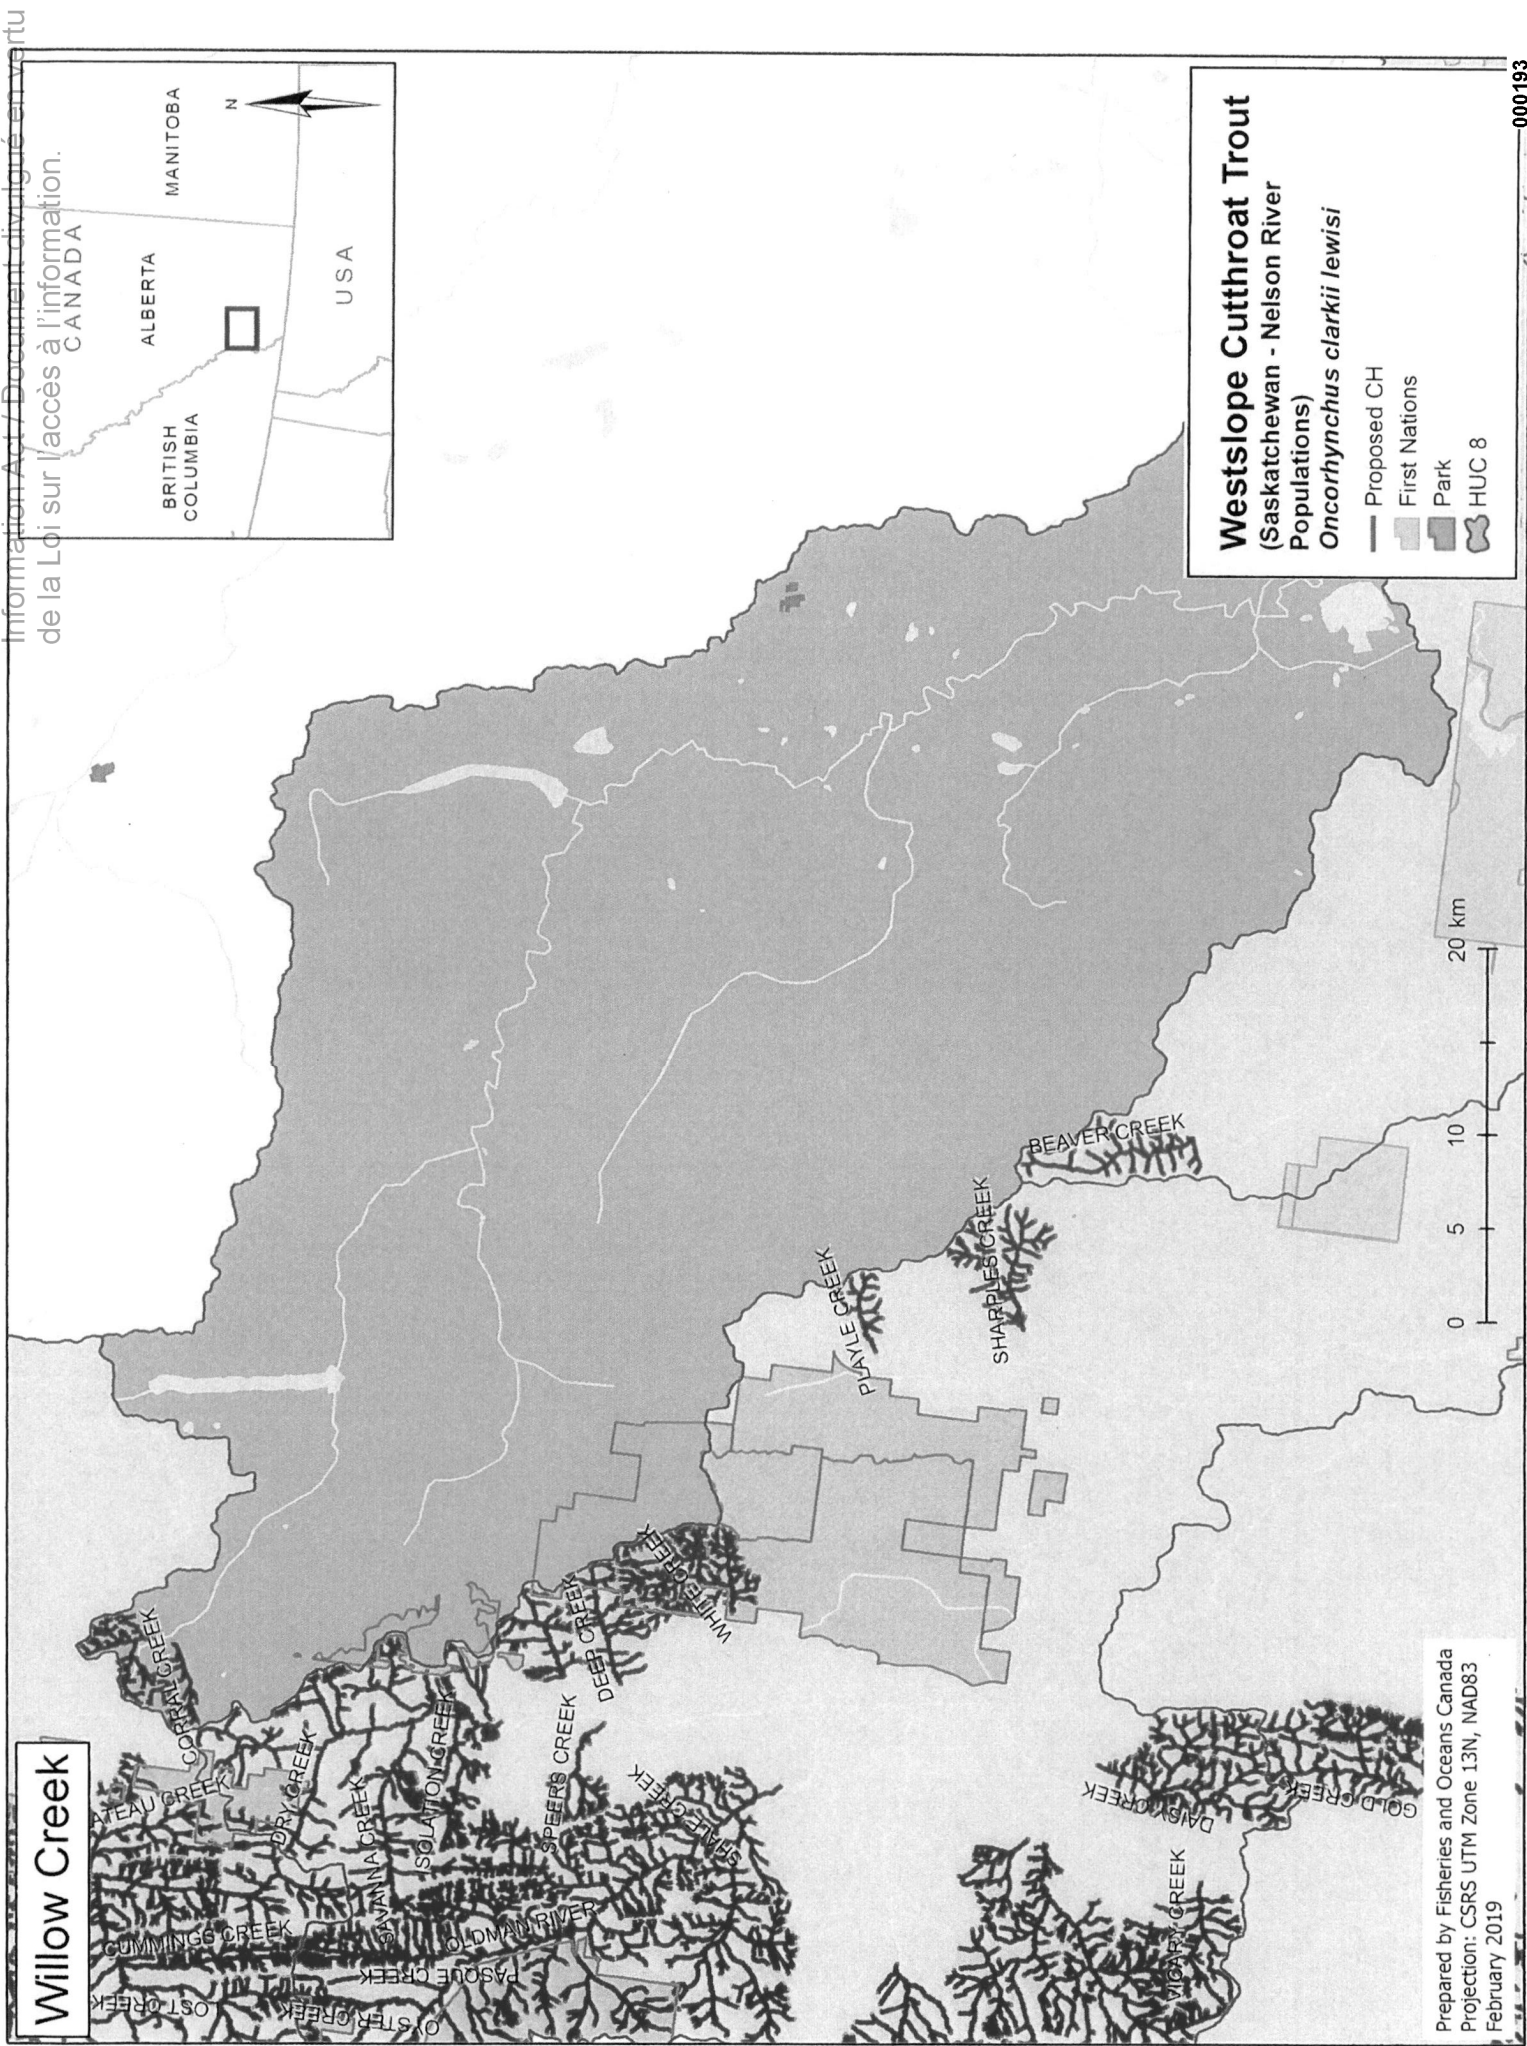 Information Act / Document divulgué en vertu
de la Loi sur l'accès à l'information.
Willow Creek
CANADA
BRITISH
COLUMBIA
ALBERTA
MANITOBA
USA
N
CORRAL CREEK
ATEAU CREEK
DRY CREEK
SAVANNA CREEK
ISOLATION CREEK
CUMMINGS CREEK
LOST CREEK
OYSTER CREEK
PASQUE CREEK
OLDMAN RIVER
SPEERS CREEK
DEEP CREEK
WHITE CREEK
SHALE CREEK
PLAYLE CREEK
SHARPLES CREEK
BEAVER CREEK
DAISY CREEK
GOLD CREEK
VICARY CREEK
0 5 10 20 km
Westslope Cutthroat Trout
(Saskatchewan - Nelson River
Populations)
Oncorhynchus clarkii lewisi
Proposed CH
First Nations
Park
HUC 8
Prepared by Fisheries and Oceans Canada
Projection: CSRS UTM Zone 13N, NAD83
February 2019
000193